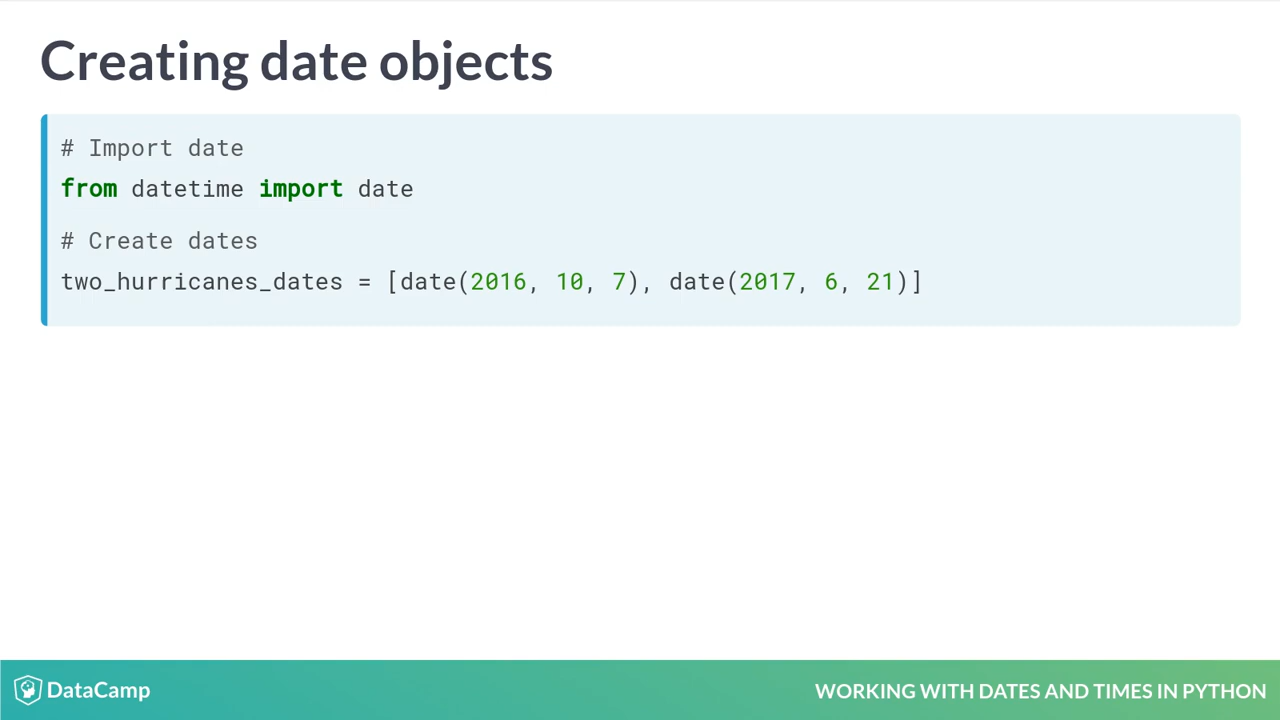 Creating date objects
# Import date
from datetime import date
# Create dates
two_hurricanes_dates = [date(2016, 10, 7), date(2017, 6, 21)]
DataCamp
WORKING WITH DATES AND TIMES IN PYTHON